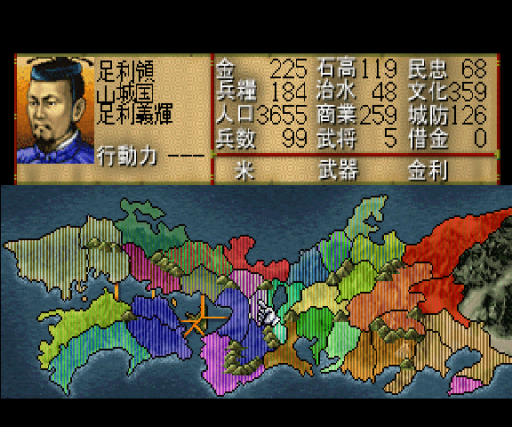 足利領
山城国
足利義輝
行動力 ---
金 225 石高 119 民忠 68
兵糧 184 治水 48 文化 359
人口 3655 商業 259 城防 126
兵数 99 武将 5 借金 0
米 武器 金利